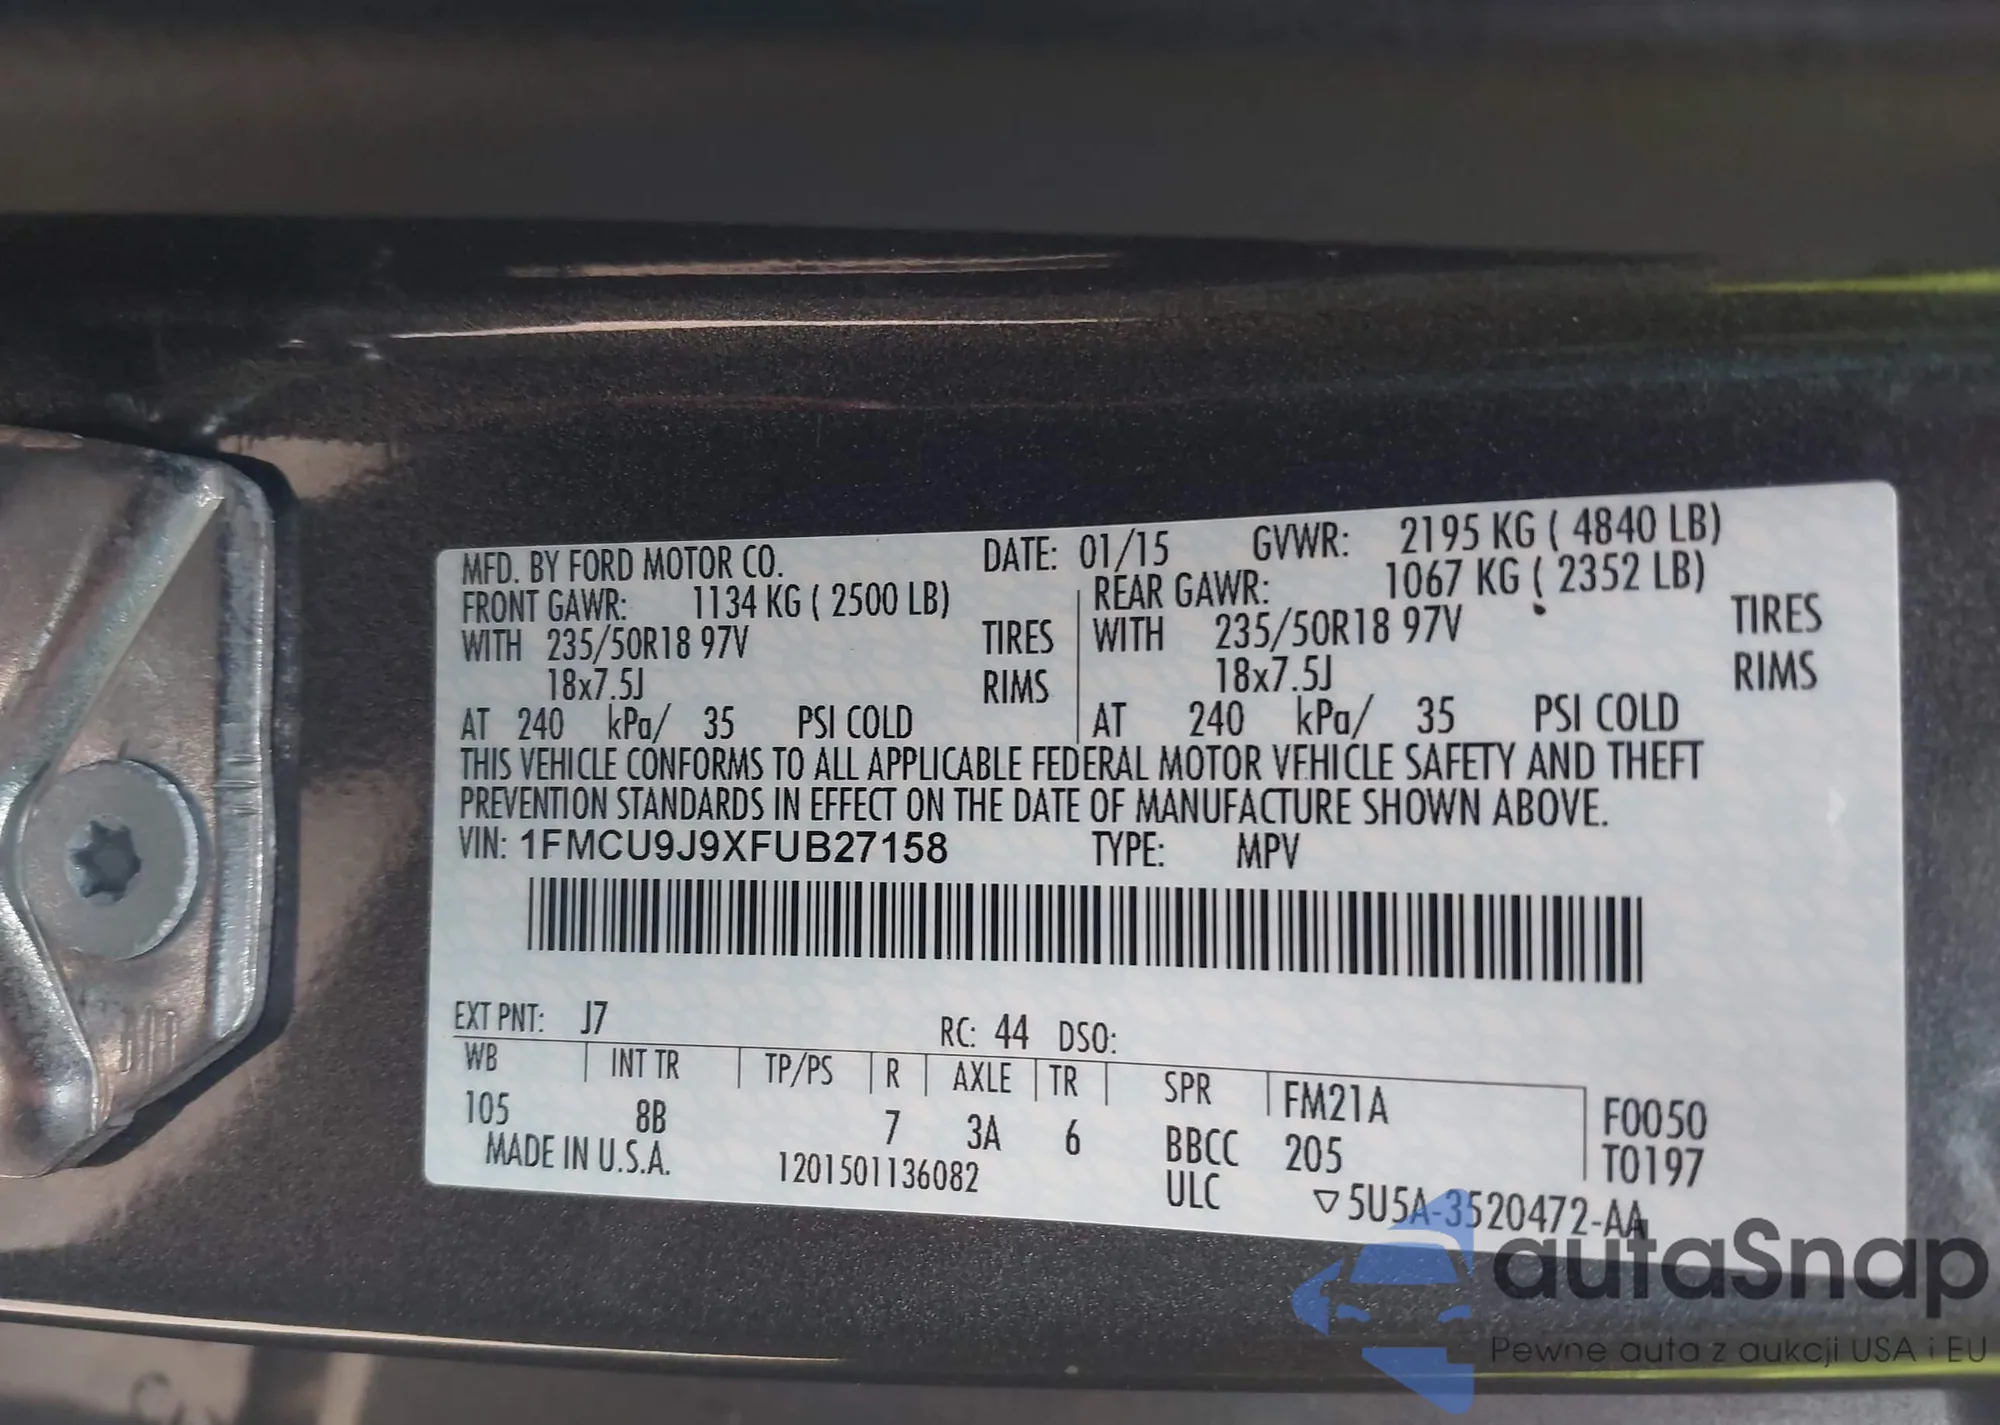 MFD. BY FORD MOTOR CO. DATE: 01/15 GVWR: 2195 KG ( 4840 LB)
FRONT GAWR: 1134 KG ( 2500 LB) REAR GAWR: 1067 KG ( 2352 LB)
WITH 235/50R18 97V TIRES WITH 235/50R18 97V TIRES
18x7.5J RIMS 18x7.5J RIMS
AT 240 kPa/ 35 PSI COLD AT 240 kPa/ 35 PSI COLD
THIS VEHICLE CONFORMS TO ALL APPLICABLE FEDERAL MOTOR VEHICLE SAFETY AND THEFT
PREVENTION STANDARDS IN EFFECT ON THE DATE OF MANUFACTURE SHOWN ABOVE.
VIN: 1FMCU9J9XFUB27158 TYPE: MPV
EXT PNT: J7 RC: 44 DSO:
WB INT TR TP/PS R AXLE TR SPR FM21A F0050
105 8B 7 3A 6 BBCC 205 T0197
MADE IN U.S.A. 1201501136082 ULC ▽5U5A-3520472-AA
autaSnap
Pewne auta z aukcji USA i EU